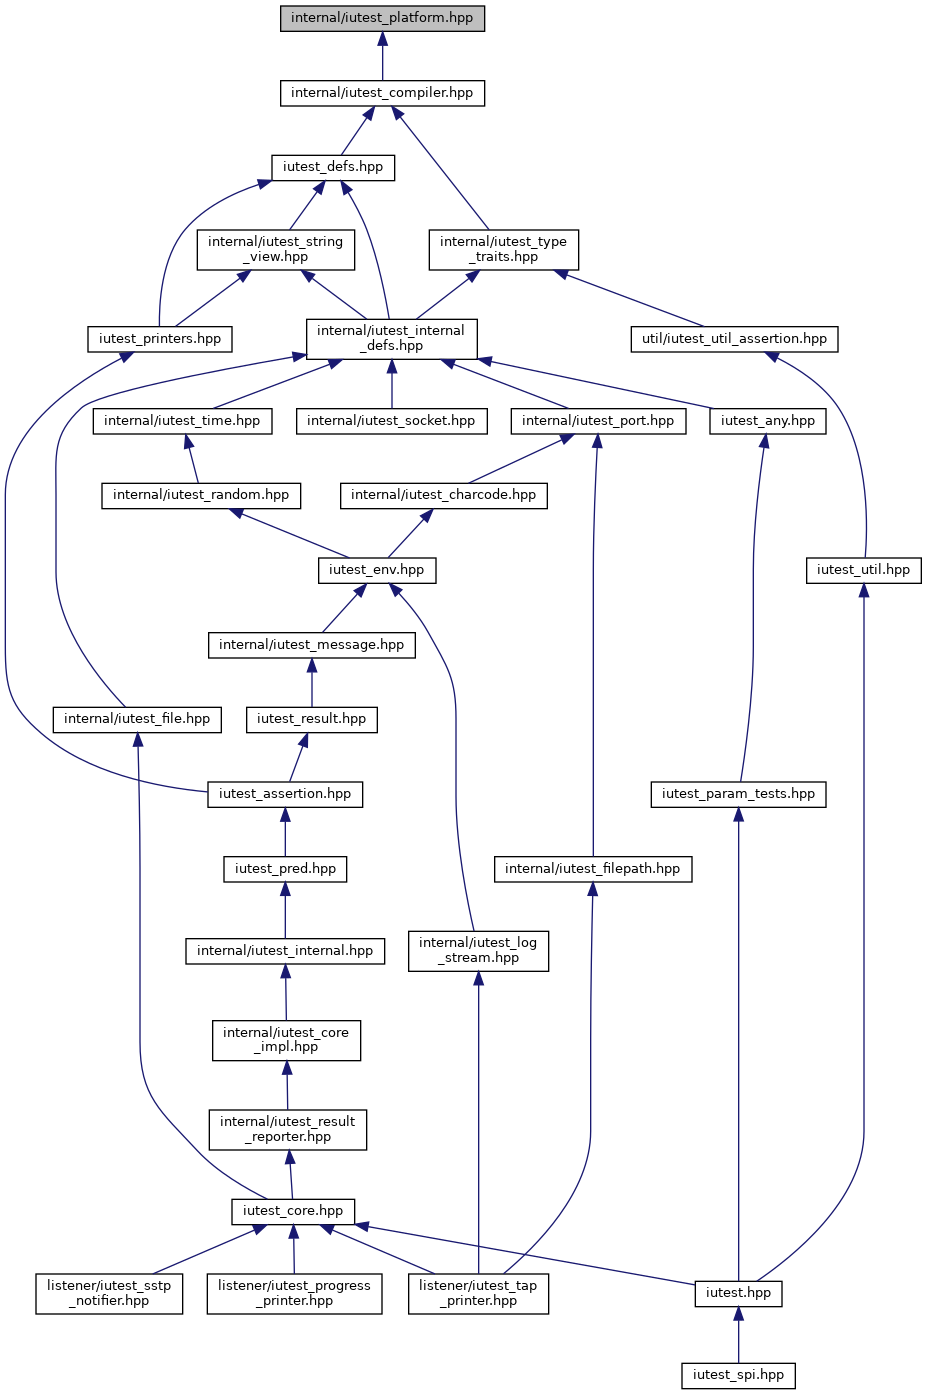 internal/iutest_platform.hpp
internal/iutest_compiler.hpp
iutest_defs.hpp
internal/iutest_string
_view.hpp
internal/iutest_type
_traits.hpp
iutest_printers.hpp
internal/iutest_internal
_defs.hpp
util/iutest_util_assertion.hpp
internal/iutest_time.hpp
internal/iutest_socket.hpp
internal/iutest_port.hpp
iutest_any.hpp
internal/iutest_random.hpp
internal/iutest_charcode.hpp
iutest_env.hpp
iutest_util.hpp
internal/iutest_message.hpp
internal/iutest_file.hpp
iutest_result.hpp
iutest_assertion.hpp
iutest_param_tests.hpp
iutest_pred.hpp
internal/iutest_filepath.hpp
internal/iutest_internal.hpp
internal/iutest_log
_stream.hpp
internal/iutest_core
_impl.hpp
internal/iutest_result
_reporter.hpp
iutest_core.hpp
listener/iutest_sstp
_notifier.hpp
listener/iutest_progress
_printer.hpp
listener/iutest_tap
_printer.hpp
iutest.hpp
iutest_spi.hpp